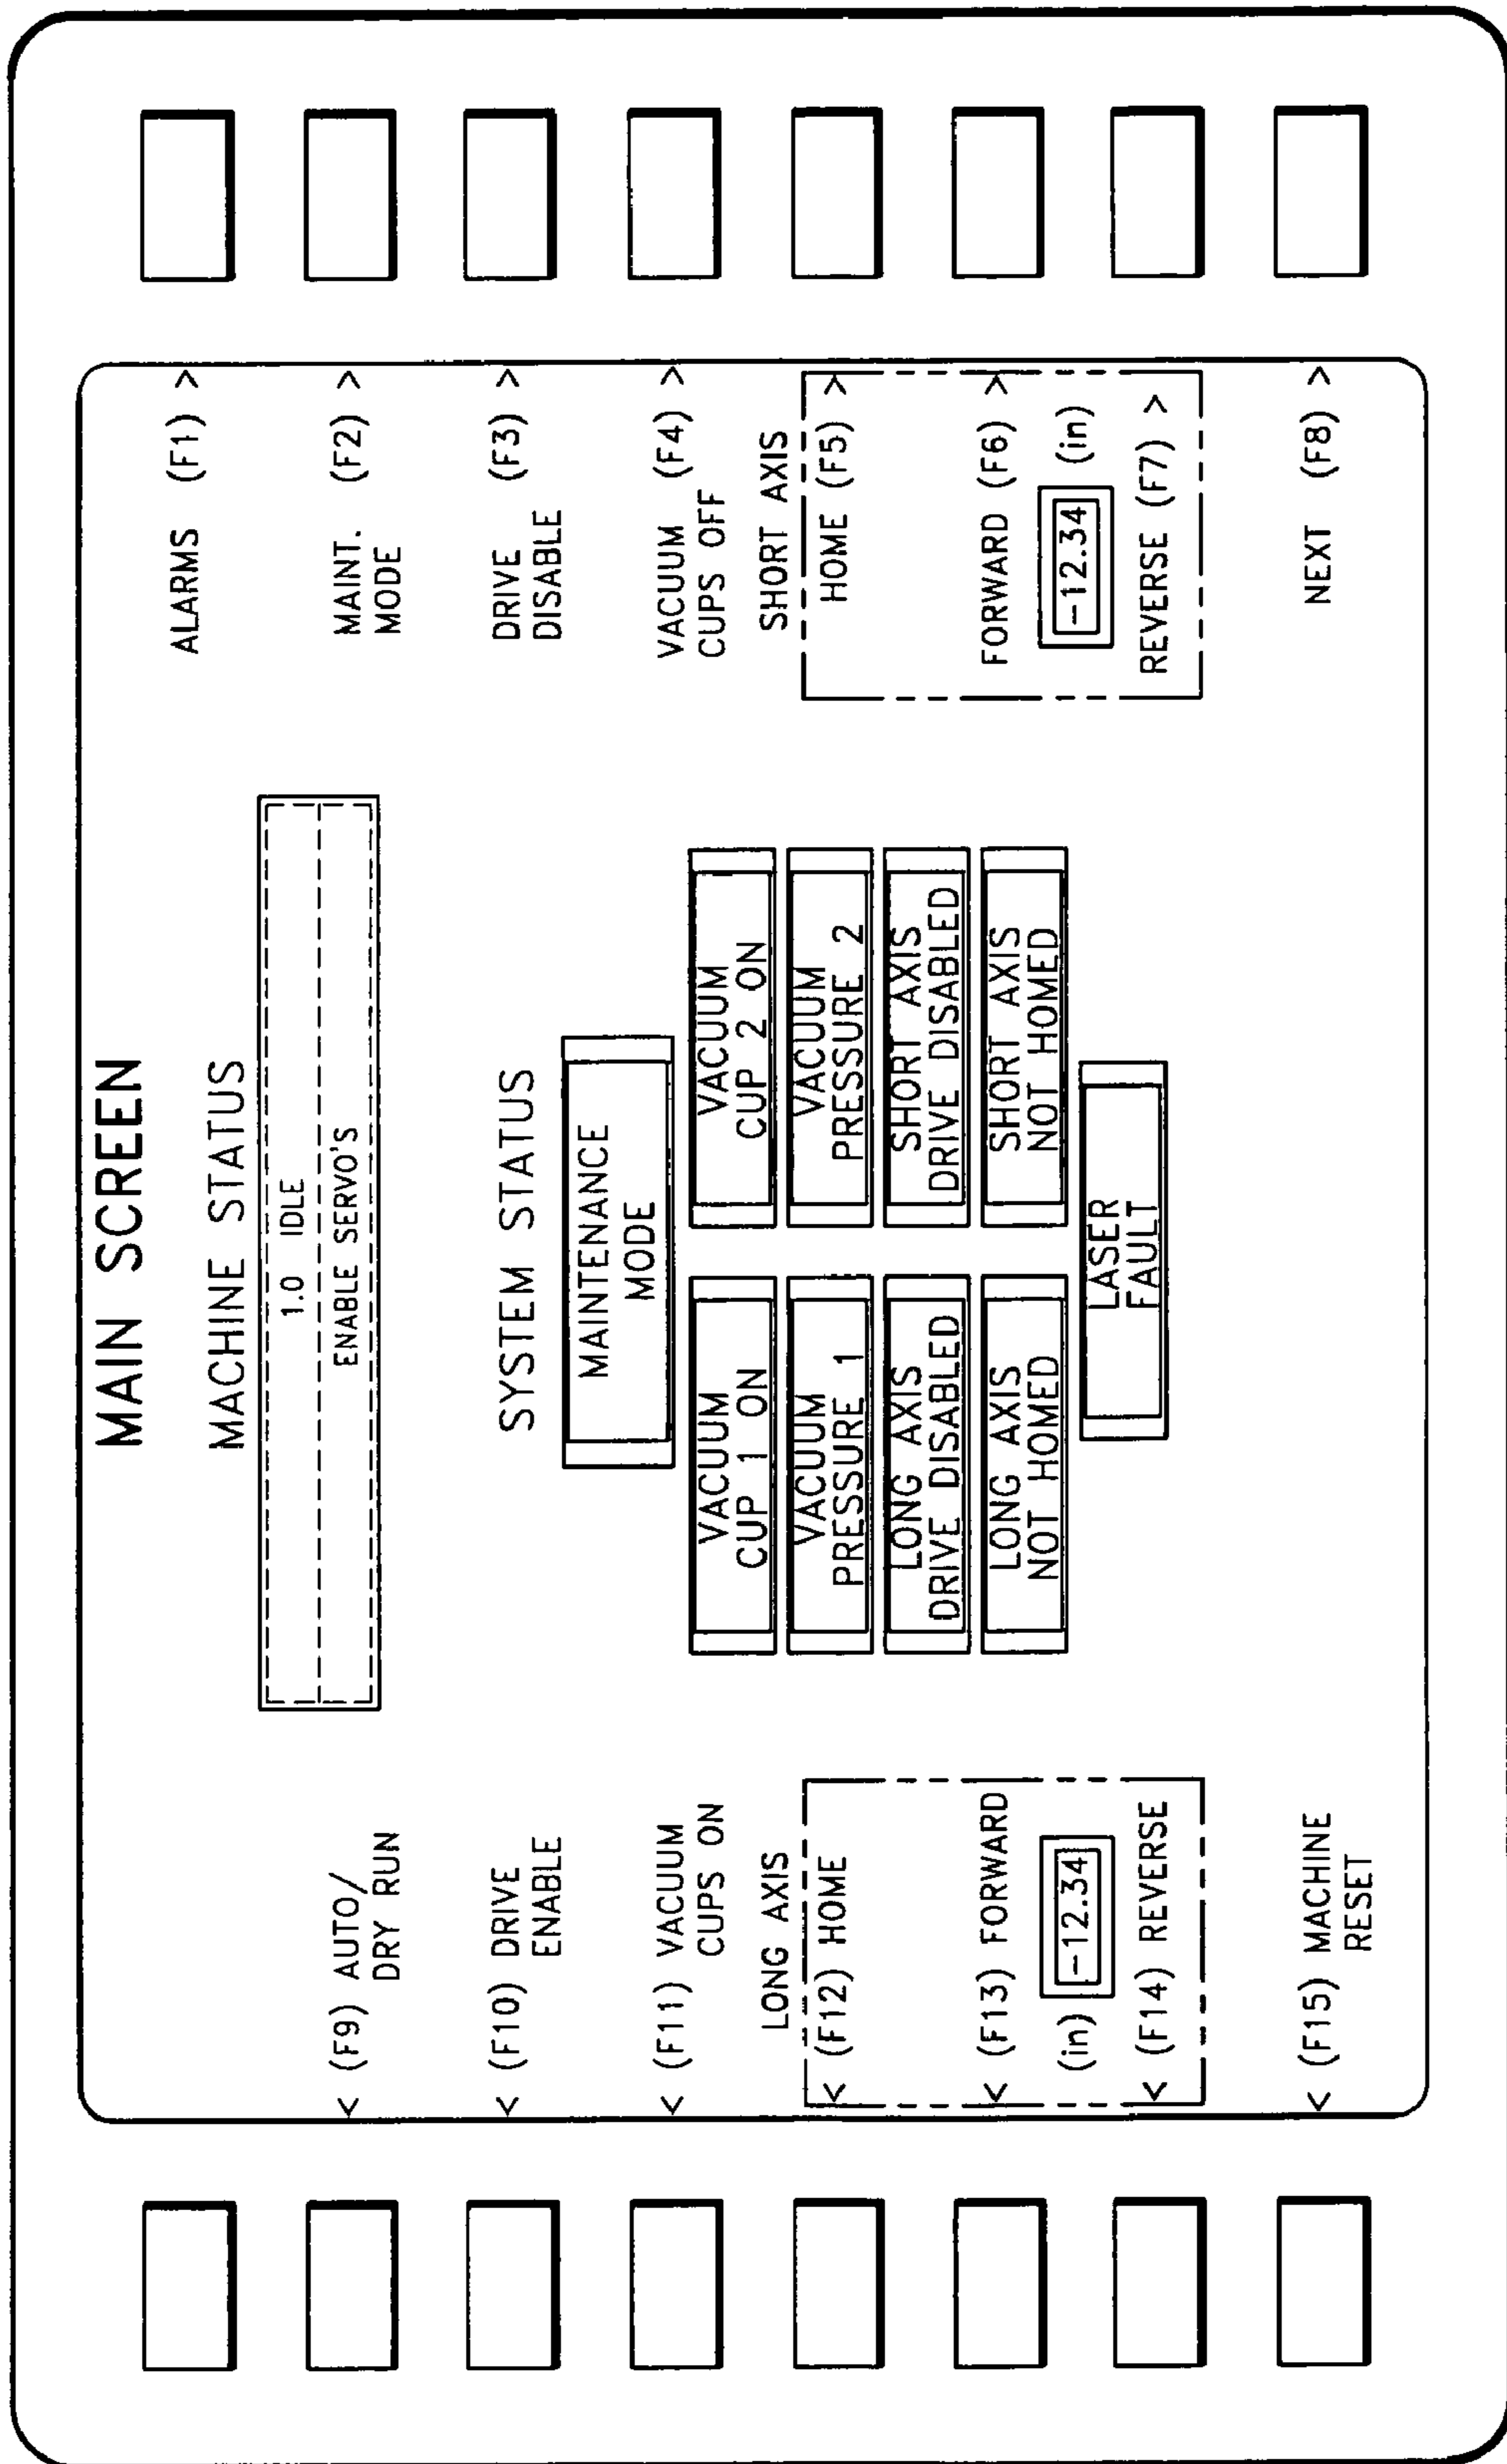 MAIN SCREEN
MACHINE STATUS
1.0 IDLE
ENABLE SERVO'S
SYSTEM STATUS
MAINTENANCE
MODE
VACUUM
CUP 1 ON
VACUUM
CUP 2 ON
VACUUM
PRESSURE 1
VACUUM
PRESSURE 2
LONG AXIS
DRIVE DISABLED
SHORT AXIS
DRIVE DISABLED
LONG AXIS
NOT HOMED
SHORT AXIS
NOT HOMED
LASER
FAULT
< (F9) AUTO/
DRY RUN
< (F10) DRIVE
ENABLE
< (F11) VACUUM
CUPS ON
LONG AXIS
< (F12) HOME
< (F13) FORWARD
(in) -12.34
< (F14) REVERSE
< (F15) MACHINE
RESET
ALARMS (F1) >
MAINT. (F2) >
MODE
DRIVE (F3) >
DISABLE
VACUUM (F4) >
CUPS OFF
SHORT AXIS
HOME (F5) >
FORWARD (F6) >
-12.34 (in)
REVERSE (F7) >
NEXT (F8) >